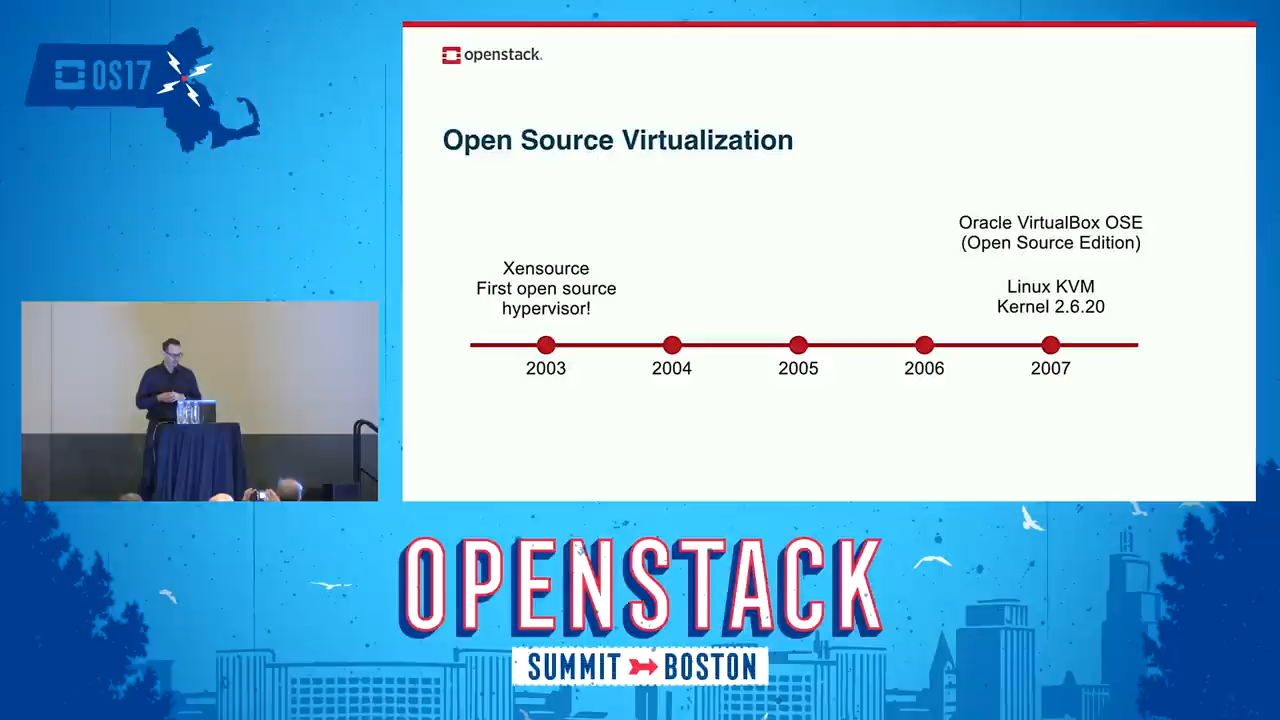 OS17
openstack.
Open Source Virtualization
Oracle VirtualBox OSE
(Open Source Edition)
Xensource
First open source
hypervisor!
Linux KVM
Kernel 2.6.20
2003
2004
2005
2006
2007
OPENSTACK
SUMMIT BOSTON